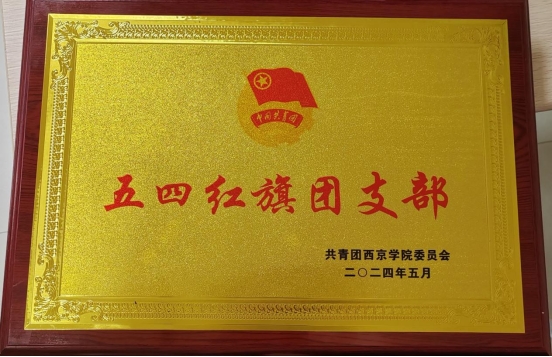 中国共青团
五四红旗团支部
共青团西京学院委员会
二〇二四年五月